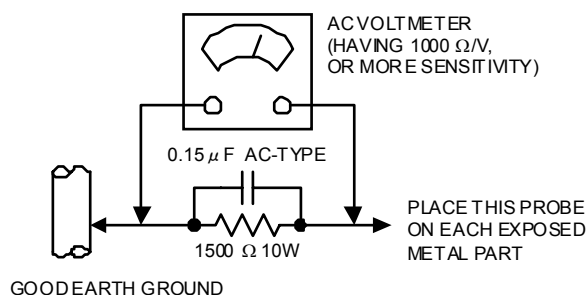 AC VOLTMETER
(HAVING 1000 Ω/V,
OR MORE SENSITIVITY)
0.15 μF AC-TYPE
1500 Ω 10W
PLACE THIS PROBE
ON EACH EXPOSED
METAL PART
GOOD EARTH GROUND